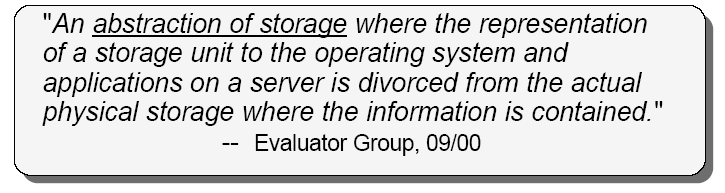 "An abstraction of storage where the representation
of a storage unit to the operating system and
applications on a server is divorced from the actual
physical storage where the information is contained."
-- Evaluator Group, 09/00